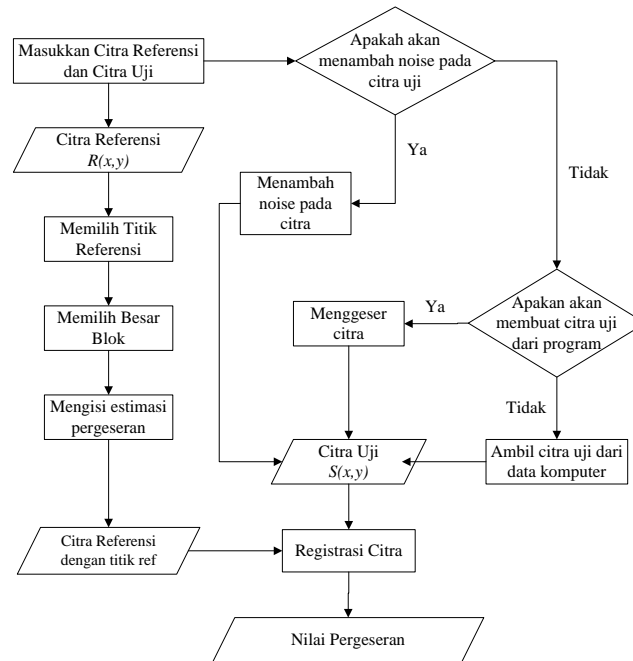 Masukkan Citra Referensi
dan Citra Uji
Apakah akan
menambah noise pada
citra uji
Citra Referensi
R(x,y)
Ya
Tidak
Menambah
noise pada
citra
Memilih Titik
Referensi
Memilih Besar
Blok
Menggeser
citra
Ya
Apakan akan
membuat citra uji
dari program
Mengisi estimasi
pergeseran
Tidak
Citra Uji
S(x,y)
Ambil citra uji dari
data komputer
Citra Referensi
dengan titik ref
Registrasi Citra
Nilai Pergeseran